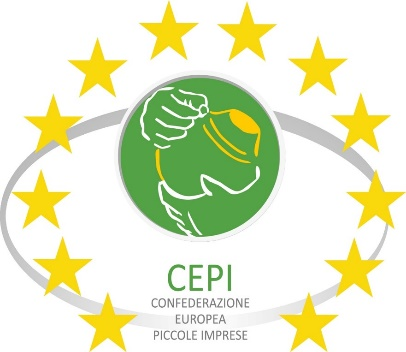 CEPI
CONFEDERAZIONE
EUROPEA
PICCOLE IMPRESE